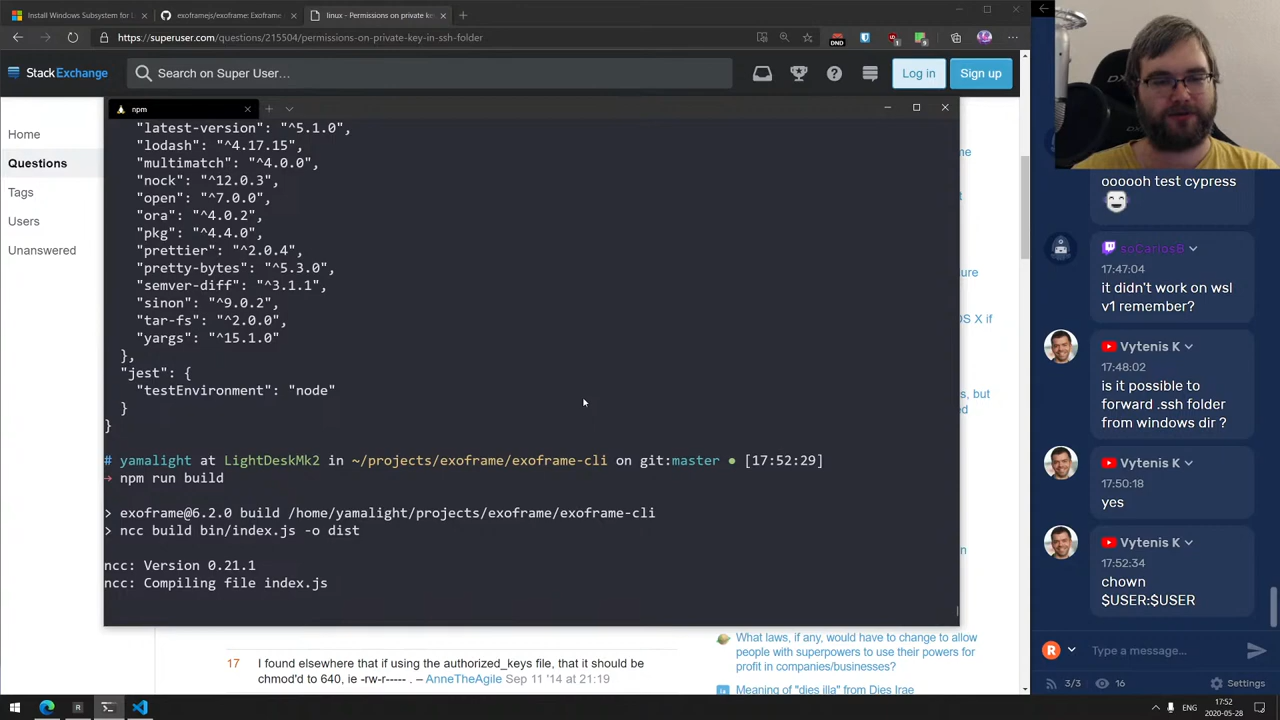 Install Windows Subsystem for L
exoframejs/exoframe: Exoframe
linux - Permissions on private ke
https://superuser.com/questions/215504/permiss
private-key-in-ssh-folder
DND
StackExchange
Search on Super User…
Log in
Sign up
Home
Questions
Tags
Users
Unanswered
npm
"latest-version": "^5.1.0",
"lodash": "^4.17.15",
"multimatch": "^4.0.0",
"nock": "^12.0.3",
"open": "^7.0.0",
"ora": "^4.0.2",
"pkg": "^4.4.0",
"prettier": "^2.0.4",
"pretty-bytes": "^5.3.0",
"semver-diff": "^3.1.1",
"sinon": "^9.0.2",
"tar-fs": "^2.0.0",
"yargs": "^15.1.0"
},
"jest": {
"testEnvironment": "node"
}
}
# yamalight at LightDeskMk2 in ~/projects/exoframe/exoframe-cli on git:master ● [17:52:29]
→ npm run build
> exoframe@6.2.0 build /home/yamalight/projects/exoframe/exoframe-cli
> ncc build bin/index.js -o dist
ncc: Version 0.21.1
ncc: Compiling file index.js
me
ure
OS X if
s, but
d
n
17
I found elsewhere that if using the authorized_keys file, that it should be
chmod'd to 640, ie -rw-r----- . – AnneTheAgile Sep 11 '14 at 21:19
What laws, if any, would have to change to allow
people with superpowers to use their powers for
profit in companies/businesses?
Meaning of "dies illa" from Dies Irae
DX
oooooh test cypress
soCarlosB
17:47:04
it didn't work on wsl
v1 remember?
Vytenis K
17:48:02
is it possible to
forward .ssh folder
from windows dir ?
Vytenis K
17:50:18
yes
Vytenis K
17:52:34
chown
$USER:$USER
R
Type a message...
3/3
16
Settings
R
ENG
17:52
2020-05-28